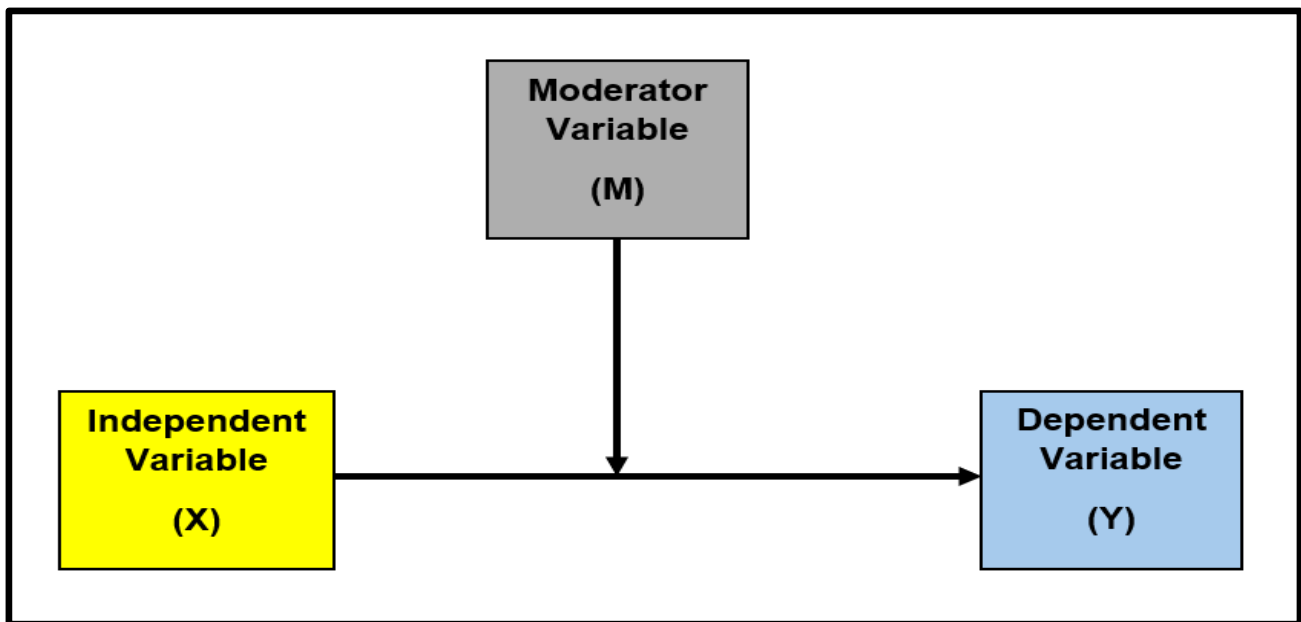 Moderator
Variable
(M)
Independent
Variable
(X)
Dependent
Variable
(Y)